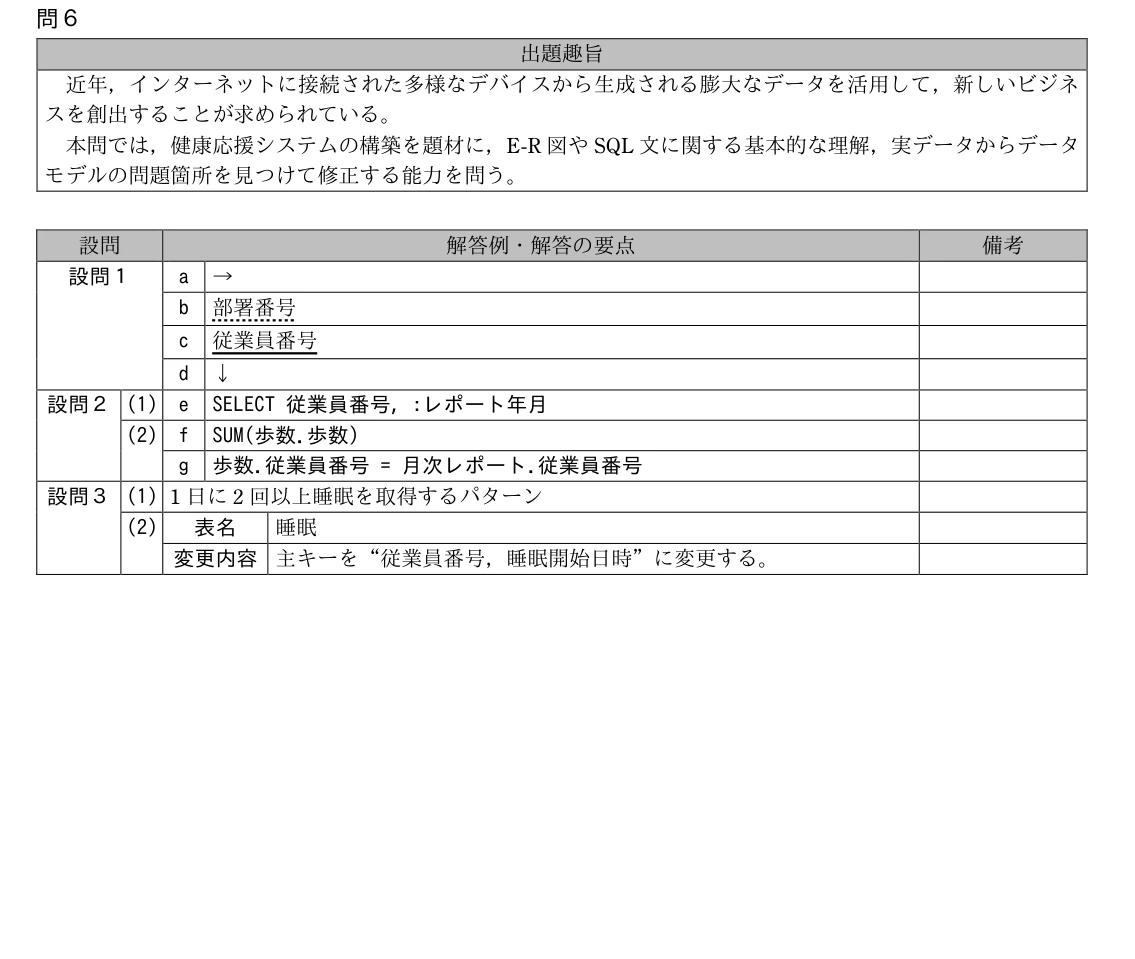 問６
出題趣旨
近年，インターネットに接続された多様なデバイスから生成される膨大なデータを活用して，新しいビジネ
スを創出することが求められている。
本問では，健康応援システムの構築を題材に，E-R 図や SQL 文に関する基本的な理解，実データからデータ
モデルの問題箇所を見つけて修正する能力を問う。
設問 解答例・解答の要点 備考
設問１ a →
b 部署番号
c 従業員番号
d ↓
設問２ (1) e SELECT 従業員番号, :レポート年月
(2) f SUM(歩数.歩数)
g 歩数.従業員番号 = 月次レポート.従業員番号
設問３ (1) 1 日に 2 回以上睡眠を取得するパターン
(2) 表名 睡眠
変更内容 主キーを“従業員番号，睡眠開始日時”に変更する。